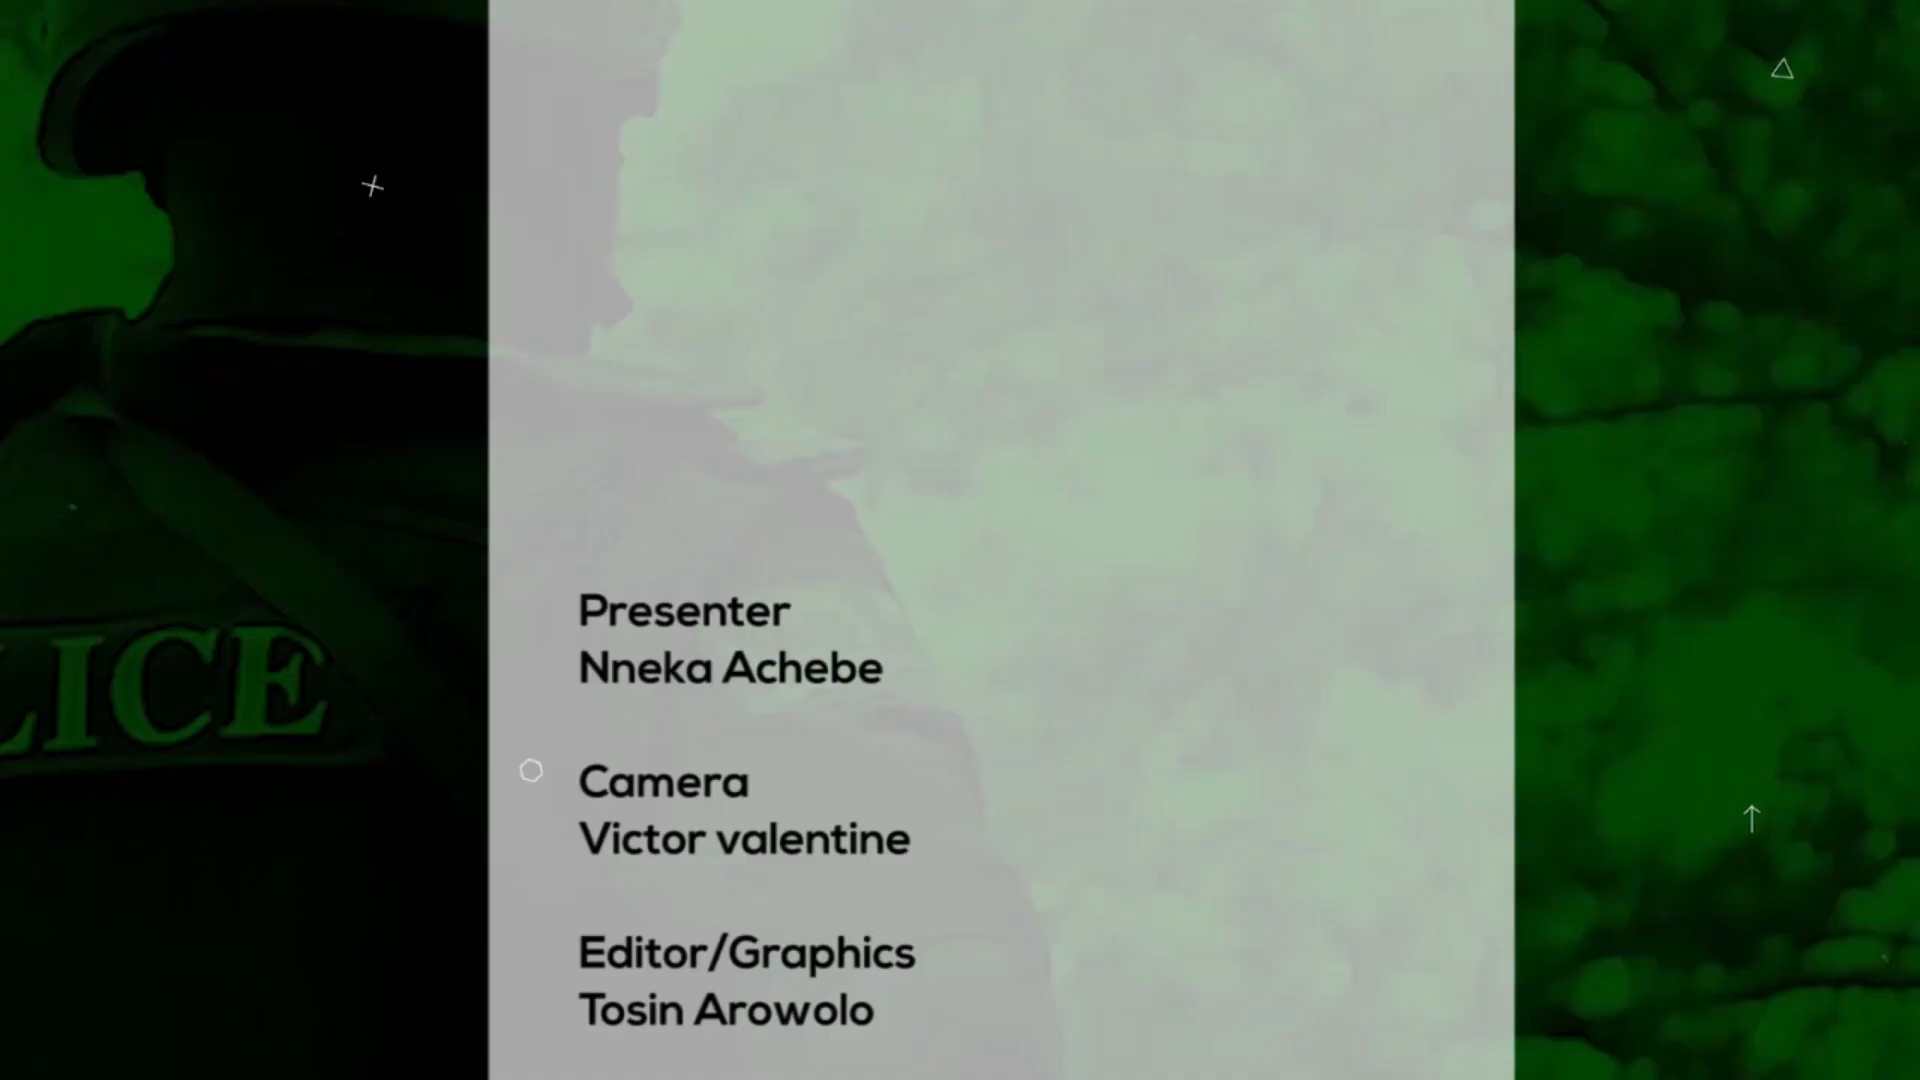 LICE
Presenter
Nneka Achebe
Camera
Victor valentine
Editor/Graphics
Tosin Arowolo